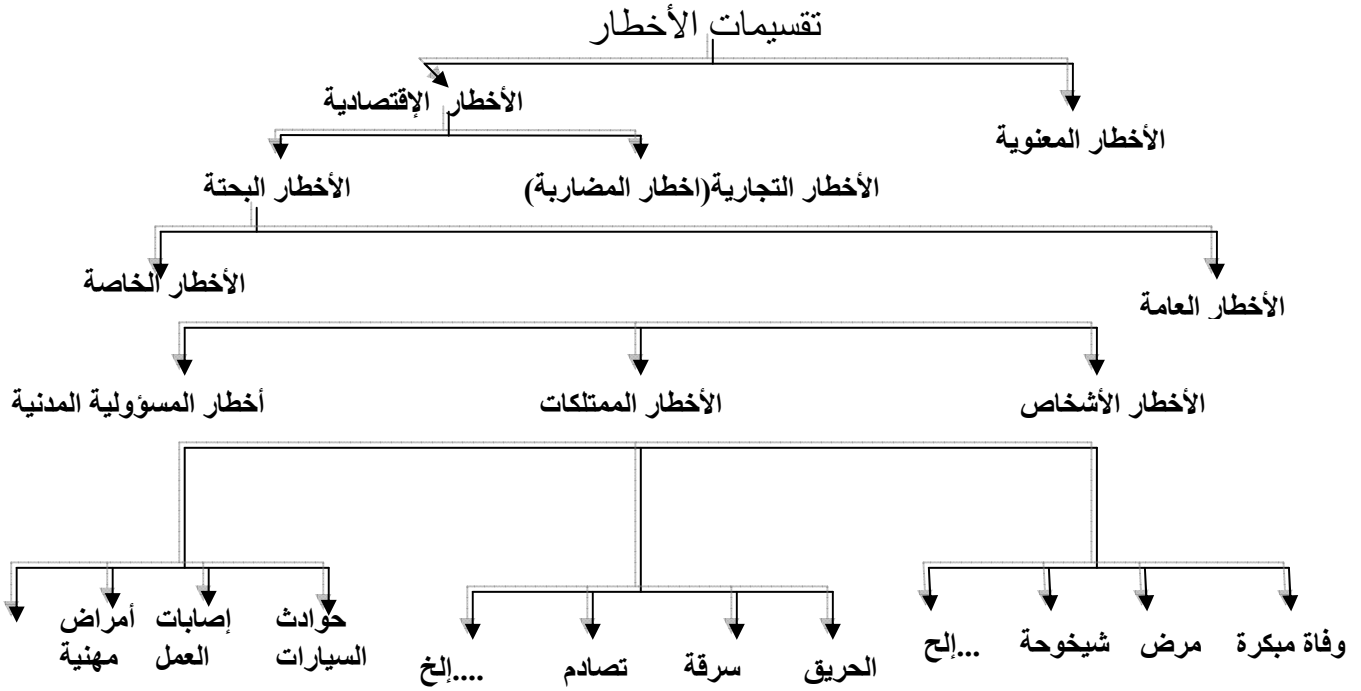 تقسيمات الأخطار
الأخطار الإقتصادية
الأخطار المعنوية
الأخطار التجارية(اخطار المضاربة)
الأخطار البحتة
الأخطار العامة
الأخطار الخاصة
الأخطار الأشخاص
الأخطار الممتلكات
أخطار المسؤولية المدنية
وفاة مبكرة
مرض
شيخوحة
...إلح
الحريق
سرقة
تصادم
....إلخ
حوادث
السيارات
إصابات
العمل
أمراض
مهنية